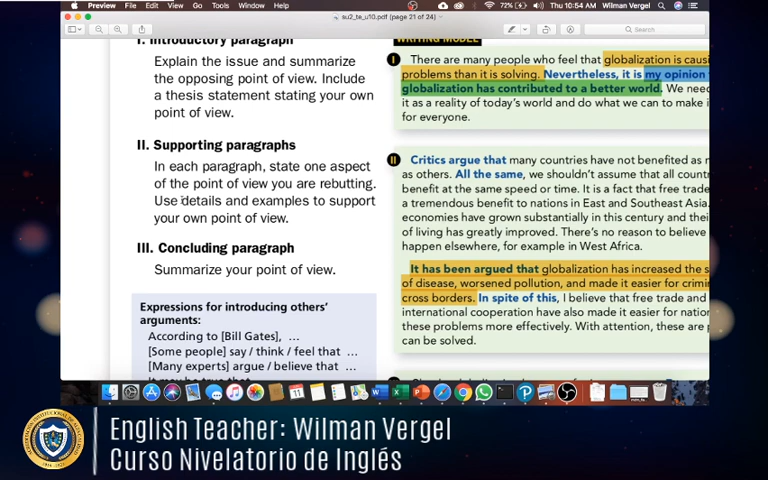 Preview File Edit View Go Tools Window Help
72% Thu 10:54 AM Wilman Vergel
su2_te_u10.pdf (page 21 of 24)
Search
I. Introductory paragraph
Explain the issue and summarize
the opposing point of view. Include
a thesis statement stating your own
point of view.
II. Supporting paragraphs
In each paragraph, state one aspect
of the point of view you are rebutting.
Use details and examples to support
your own point of view.
III. Concluding paragraph
Summarize your point of view.
Expressions for introducing others'
arguments:
According to [Bill Gates], ...
[Some people] say / think / feel that ...
[Many experts] argue / believe that ...
WRITING MODEL
I
There are many people who feel that globalization is causi
problems than it is solving. Nevertheless, it is my opinion
globalization has contributed to a better world. We need
it as a reality of today's world and do what we can to make i
for everyone.
II
Critics argue that many countries have not benefited as
as others. All the same, we shouldn't assume that all count
benefit at the same speed or time. It is a fact that free trade
a tremendous benefit to nations in East and Southeast Asia.
economies have grown substantially in this century and thei
of living has greatly improved. There's no reason to believe
happen elsewhere, for example in West Africa.
It has been argued that globalization has increased the s
of disease, worsened pollution, and made it easier for crimi
cross borders. In spite of this, I believe that free trade and
international cooperation have also made it easier for nation
these problems more effectively. With attention, these are
can be solved.
English Teacher: Wilman Vergel
Curso Nivelatorio de Inglés